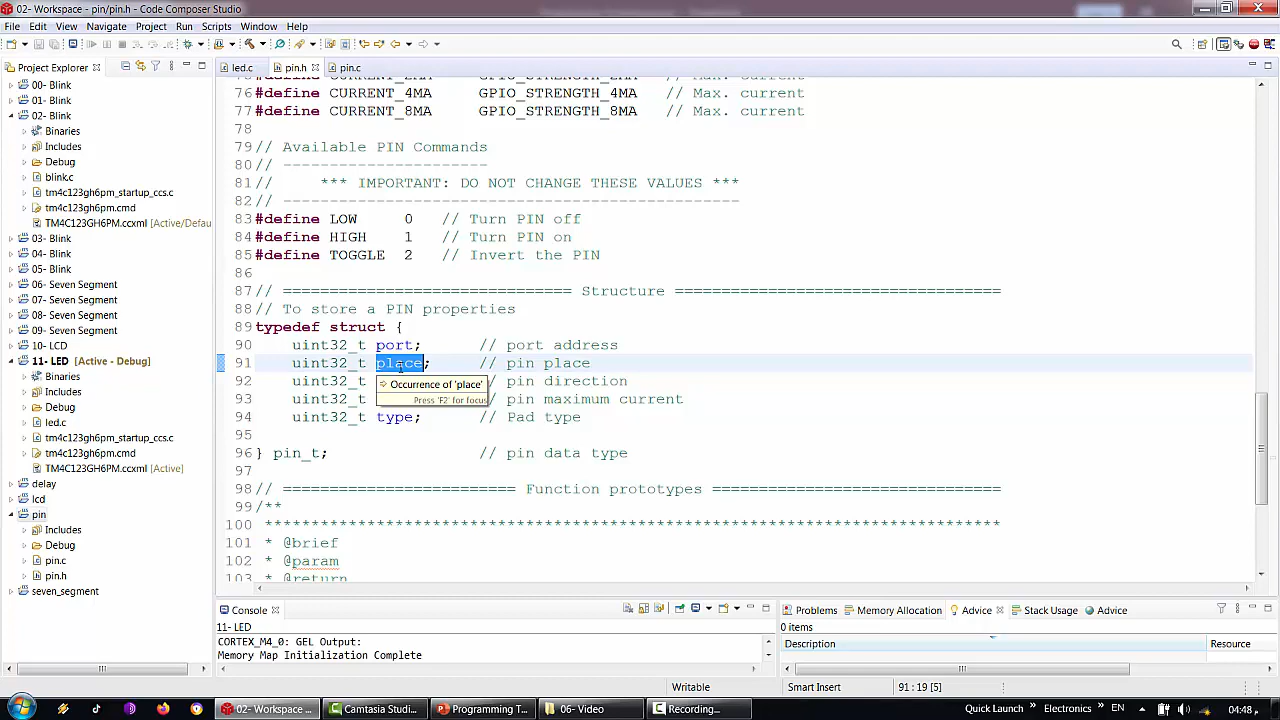 02- Workspace - pin/pin.h - Code Composer Studio
File Edit View Navigate Project Run Scripts Window Help
Project Explorer
led.c pin.h pin.c
00- Blink
01- Blink
02- Blink
Binaries
Includes
Debug
blink.c
tm4c123gh6pm_startup_ccs.c
tm4c123gh6pm.cmd
TM4C123GH6PM.ccxml [Active/Defau
03- Blink
04- Blink
05- Blink
06- Seven Segment
07- Seven Segment
08- Seven Segment
09- Seven Segment
10- LCD
11- LED [Active - Debug]
Binaries
Includes
Debug
led.c
tm4c123gh6pm_startup_ccs.c
tm4c123gh6pm.cmd
TM4C123GH6PM.ccxml [Active]
delay
lcd
pin
Includes
Debug
pin.c
pin.h
seven_segment
75 #define CURRENT_2MA GPIO_STRENGTH_2MA // Max. current
76 #define CURRENT_4MA GPIO_STRENGTH_4MA // Max. current
77 #define CURRENT_8MA GPIO_STRENGTH_8MA // Max. current
78
79 // Available PIN Commands
80 // ----------------------
81 // *** IMPORTANT: DO NOT CHANGE THESE VALUES ***
82 // -------------------------------------------------
83 #define LOW 0 // Turn PIN off
84 #define HIGH 1 // Turn PIN on
85 #define TOGGLE 2 // Invert the PIN
86
87 // =============================== Structure ===================================
88 // To store a PIN properties
89 typedef struct {
90 uint32_t port; // port address
91 uint32_t place; // pin place
92 uint32_t // pin direction
93 uint32_t // pin maximum current
94 uint32_t type; // Pad type
95
96 } pin_t; // pin data type
97
98 // ========================= Function prototypes ===============================
99 /**
100 *******************************************************************************
101 * @brief
102 * @param
103 * @return
Occurrence of 'place'
Press 'F2' for focus
Console
11- LED
CORTEX_M4_0: GEL Output:
Memory Map Initialization Complete
Problems Memory Allocation Advice Stack Usage Advice
0 items
Description Resource
Writable Smart Insert 91 : 19 [5]
02- Workspace ... Camtasia Studi... Programming T... 06- Video Recording... Quick Launch » Electronics » EN 04:48 م